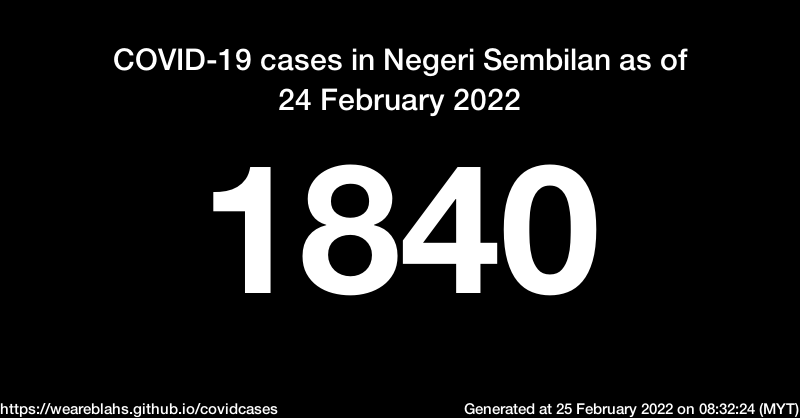 COVID-19 cases in Negeri Sembilan as of
24 February 2022
1840
https://weareblahs.github.io/covidcases
Generated at 25 February 2022 on 08:32:24 (MYT)